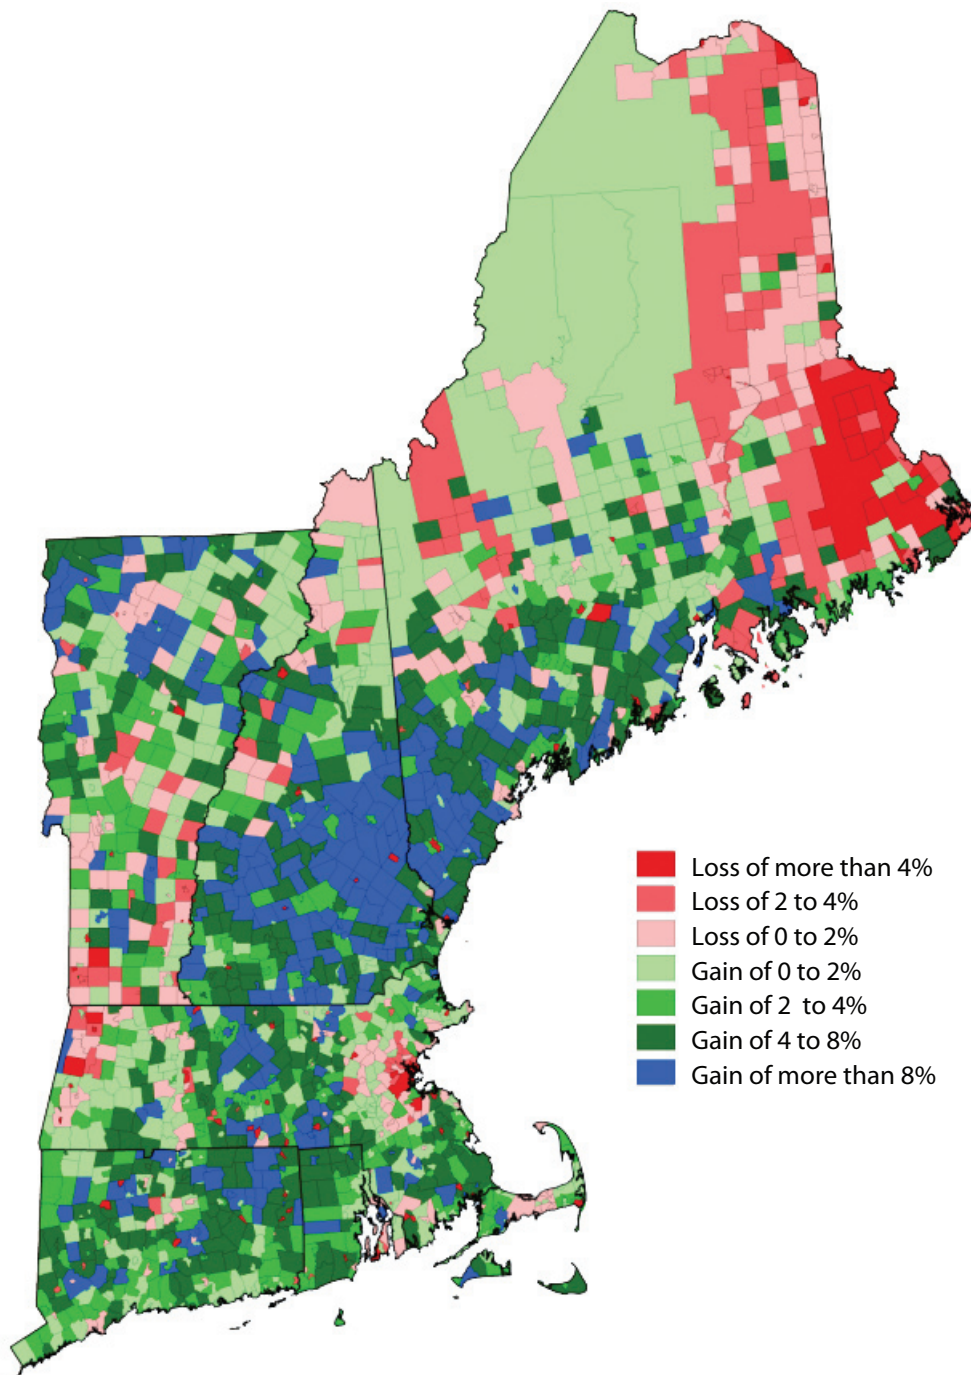 Loss of more than 4%
Loss of 2 to 4%
Loss of 0 to 2%
Gain of 0 to 2%
Gain of 2  to 4%
Gain of 4 to 8%
Gain of more than 8%